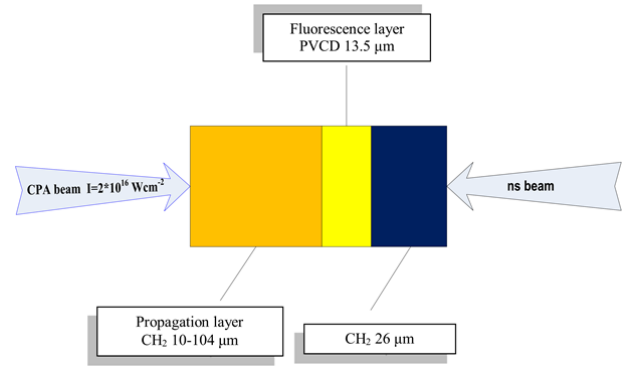 Fluorescence layer
PVCD 13.5 μm
CPA beam I=2*10¹⁶ Wcm⁻²
ns beam
Propagation layer
CH₂ 10-104 μm
CH₂ 26 μm